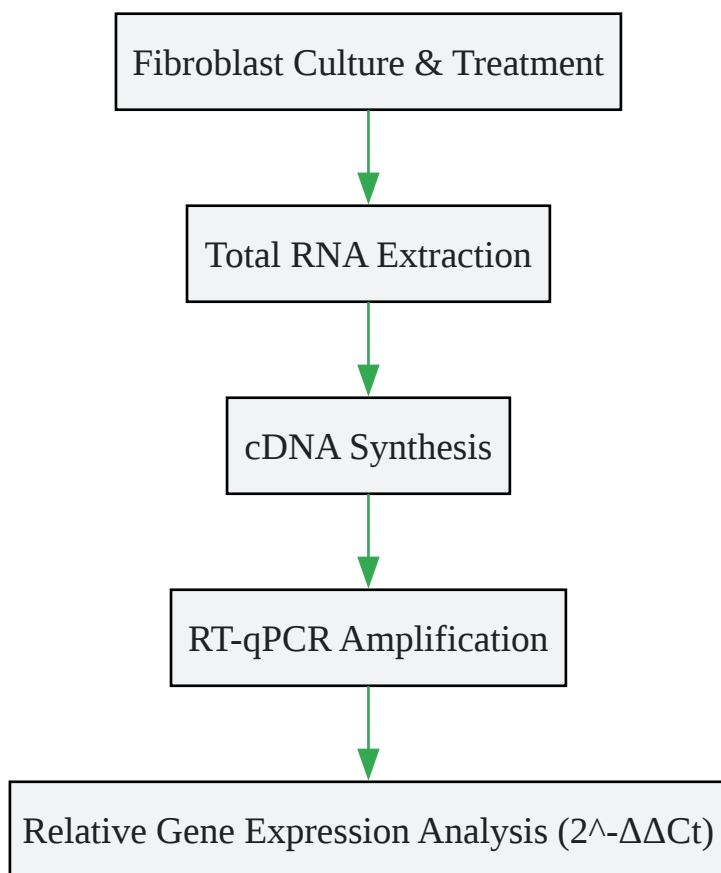 Fibroblast Culture & Treatment
Total RNA Extraction
cDNA Synthesis
RT-qPCR Amplification
Relative Gene Expression Analysis (2^-ΔΔCt)